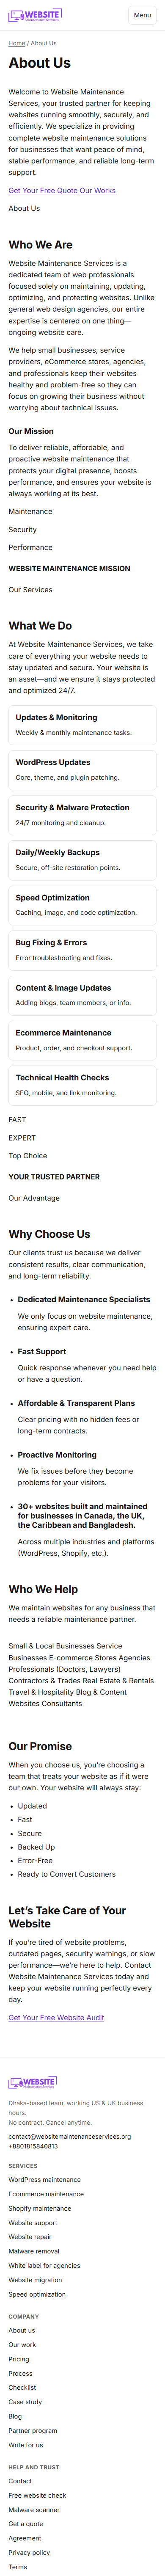 WEBSITE
Menu
Home / About Us
About Us
Welcome to Website Maintenance
Services, your trusted partner for keeping
websites running smoothly, securely, and
efficiently. We specialize in providing
complete website maintenance solutions
for businesses that want peace of mind,
stable performance, and reliable long-term
support.
Get Your Free Quote Our Works
About Us
Who We Are
Website Maintenance Services is a
dedicated team of web professionals
focused solely on maintaining, updating,
optimizing, and protecting websites. Unlike
general web design agencies, our entire
expertise is centered on one thing—
ongoing website care.
We help small businesses, service
providers, eCommerce stores, agencies,
and professionals keep their websites
healthy and problem-free so they can
focus on growing their business without
worrying about technical issues.
Our Mission
To deliver reliable, affordable, and
proactive website maintenance that
protects your digital presence, boosts
performance, and ensures your website is
always working at its best.
Maintenance
Security
Performance
WEBSITE MAINTENANCE MISSION
Our Services
What We Do
At Website Maintenance Services, we take
care of everything your website needs to
stay updated and secure. Your website is
an asset—and we ensure it stays protected
and optimized 24/7.
Updates & Monitoring
Weekly & monthly maintenance tasks.
WordPress Updates
Core, theme, and plugin patching.
Security & Malware Protection
24/7 monitoring and cleanup.
Daily/Weekly Backups
Secure, off-site restoration points.
Speed Optimization
Caching, image, and code optimization.
Bug Fixing & Errors
Error troubleshooting and fixes.
Content & Image Updates
Adding blogs, team members, or info.
Ecommerce Maintenance
Product, order, and checkout support.
Technical Health Checks
SEO, mobile, and link monitoring.
FAST
EXPERT
Top Choice
YOUR TRUSTED PARTNER
Our Advantage
Why Choose Us
Our clients trust us because we deliver
consistent results, clear communication,
and long-term reliability.
• Dedicated Maintenance Specialists
We only focus on website maintenance,
ensuring expert care.
• Fast Support
Quick response whenever you need help
or have a question.
• Affordable & Transparent Plans
Clear pricing with no hidden fees or
long-term contracts.
• Proactive Monitoring
We fix issues before they become
problems for your visitors.
• 30+ websites built and maintained
for businesses in Canada, the UK,
the Caribbean and Bangladesh.
Across multiple industries and platforms
(WordPress, Shopify, etc.).
Who We Help
We maintain websites for any business that
needs a reliable maintenance partner.
Small & Local Businesses Service
Businesses E-commerce Stores Agencies
Professionals (Doctors, Lawyers)
Contractors & Trades Real Estate & Rentals
Travel & Hospitality Blog & Content
Websites Consultants
Our Promise
When you choose us, you’re choosing a
team that treats your website as if it were
our own. Your website will always stay:
• Updated
• Fast
• Secure
• Backed Up
• Error-Free
• Ready to Convert Customers
Let’s Take Care of Your
Website
If you’re tired of website problems,
outdated pages, security warnings, or slow
performance—we’re here to help. Contact
Website Maintenance Services today and
keep your website running perfectly every
day.
Get Your Free Website Audit
WEBSITE
Dhaka-based team, working US & UK business
hours.
No contract. Cancel anytime.
contact@websitemaintenanceservices.org
+8801815840813
SERVICES
WordPress maintenance
Ecommerce maintenance
Shopify maintenance
Website support
Website repair
Malware removal
White label for agencies
Website migration
Speed optimization
COMPANY
About us
Our work
Pricing
Process
Checklist
Case study
Blog
Partner program
Write for us
HELP AND TRUST
Contact
Free website check
Malware scanner
Get a quote
Agreement
Privacy policy
Terms